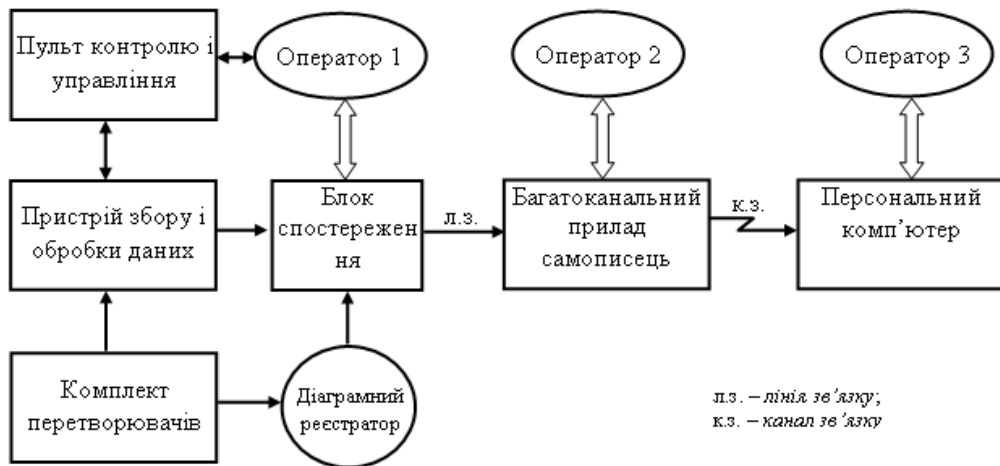 Пульт контролю і
управління
Оператор 1
Оператор 2
Оператор 3
Пристрій збору і
обробки даних
Блок
спостережен
ня
л.з.
Багатоканальний
прилад
самописець
к.з.
Персональний
комп’ютер
Комплект
перетворювачів
Діаграмний
реєстратор
л.з. – лінія зв’язку;
к.з. – канал зв’язку